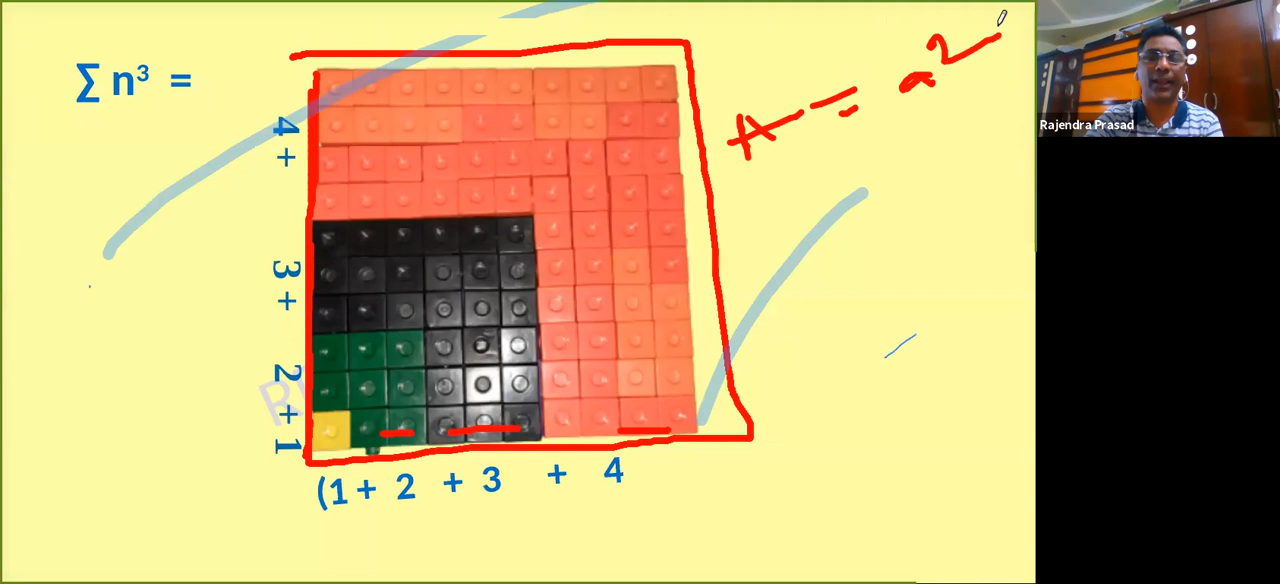 ∑ n³ =
A = a²
Rajendra Prasad
1 + 2 + 3 + 4
(1 + 2 + 3 + 4